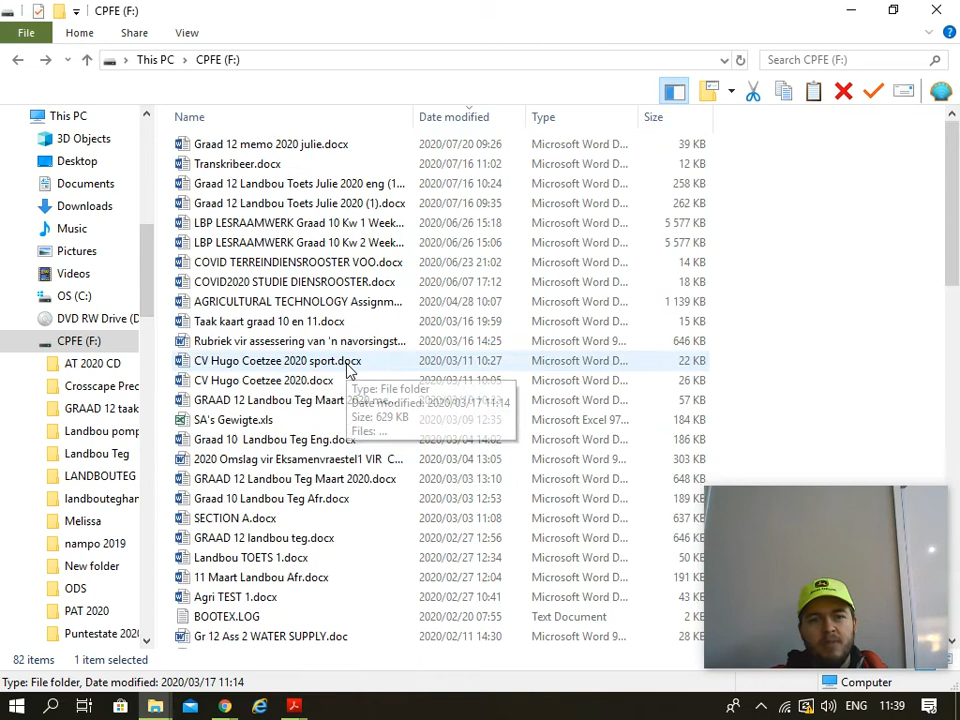 CPFE (F:)
File Home Share View
This PC CPFE (F:) Search CPFE (F:)
Name Date modified Type Size
Graad 12 memo 2020 julie.docx 2020/07/20 09:26 Microsoft Word D... 39 KB
Transkribeer.docx 2020/07/16 11:02 Microsoft Word D... 12 KB
Graad 12 Landbou Toets Julie 2020 eng (1... 2020/07/16 10:24 Microsoft Word D... 258 KB
Graad 12 Landbou Toets Julie 2020 (1).docx 2020/07/16 09:35 Microsoft Word D... 262 KB
LBP LESRAAMWERK Graad 10 Kw 1 Week... 2020/06/26 15:18 Microsoft Word D... 5 577 KB
LBP LESRAAMWERK Graad 10 Kw 2 Week... 2020/06/26 15:06 Microsoft Word D... 5 577 KB
COVID TERREINDIENSROOSTER VOO.docx 2020/06/23 21:02 Microsoft Word D... 14 KB
COVID2020 STUDIE DIENSROOSTER.docx 2020/06/07 17:12 Microsoft Word D... 18 KB
AGRICULTURAL TECHNOLOGY Assignm... 2020/04/28 10:07 Microsoft Word D... 1 139 KB
Taak kaart graad 10 en 11.docx 2020/03/16 19:59 Microsoft Word D... 15 KB
Rubriek vir assessering van 'n navorsingst... 2020/03/16 14:25 Microsoft Word 9... 646 KB
CV Hugo Coetzee 2020 sport.docx 2020/03/11 10:27 Microsoft Word D... 22 KB
CV Hugo Coetzee 2020.docx 2020/03/11 10:05 Microsoft Word D... 26 KB
GRAAD 12 Landbou Teg Maart Microsoft Word D... 57 KB
SA's Gewigte.xls 2020/03/09 12:35 Microsoft Excel 97... 84 KB
Graad 10 Landbou Teg Eng.docx 2020/03/04 14:02 Microsoft Word D... 186 KB
2020 Omslag vir Eksamenvraestel1 VIR C... 2020/03/04 13:05 Microsoft Word 9... 303 KB
GRAAD 12 Landbou Teg Maart 2020.docx 2020/03/03 13:10 Microsoft Word D... 648 KB
Graad 10 Landbou Teg Afr.docx 2020/03/03 12:53 Microsoft Word D... 189 KB
SECTION A.docx 2020/03/03 11:08 Microsoft Word D... 637 KB
GRAAD 12 landbou teg.docx 2020/02/27 12:56 Microsoft Word D... 646 KB
Landbou TOETS 1.docx 2020/02/27 12:34 Microsoft Word D... 50 KB
11 Maart Landbou Afr.docx 2020/02/27 12:04 Microsoft Word D... 191 KB
Agri TEST 1.docx 2020/02/27 10:41 Microsoft Word D... 43 KB
BOOTEX.LOG 2020/02/20 07:55 Text Document 2 KB
Gr 12 Ass 2 WATER SUPPLY.doc 2020/02/11 14:30 Microsoft Word 9... 28 KB
Type: File folder
Date modified: 2020/03/17 11:14
Size: 629 KB
Files: ...
This PC
3D Objects
Desktop
Documents
Downloads
Music
Pictures
Videos
OS (C:)
DVD RW Drive (D
CPFE (F:)
AT 2020 CD
Crosscape Prec
GRAAD 12 taak
Landbou pomp
Landbou Teg
LANDBOUTEG
landbouteghan
Melissa
nampo 2019
New folder
ODS
PAT 2020
Puntestate 2020
82 items 1 item selected
Type: File folder, Date modified: 2020/03/17 11:14 Computer
ENG 11:39